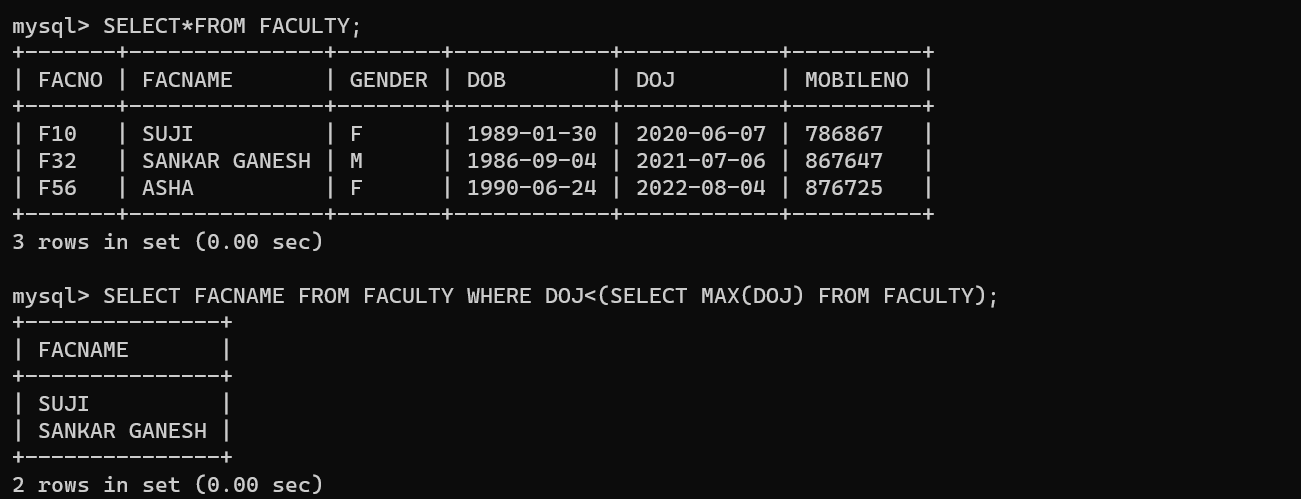 mysql> SELECT*FROM FACULTY;
+-------+---------------+--------+------------+------------+----------+
| FACNO | FACNAME       | GENDER | DOB        | DOJ        | MOBILENO |
+-------+---------------+--------+------------+------------+----------+
| F10   | SUJI          | F      | 1989-01-30 | 2020-06-07 | 786867   |
| F32   | SANKAR GANESH | M      | 1986-09-04 | 2021-07-06 | 867647   |
| F56   | ASHA          | F      | 1990-06-24 | 2022-08-04 | 876725   |
+-------+---------------+--------+------------+------------+----------+
3 rows in set (0.00 sec)

mysql> SELECT FACNAME FROM FACULTY WHERE DOJ<(SELECT MAX(DOJ) FROM FACULTY);
+---------------+
| FACNAME       |
+---------------+
| SUJI          |
| SANKAR GANESH |
+---------------+
2 rows in set (0.00 sec)